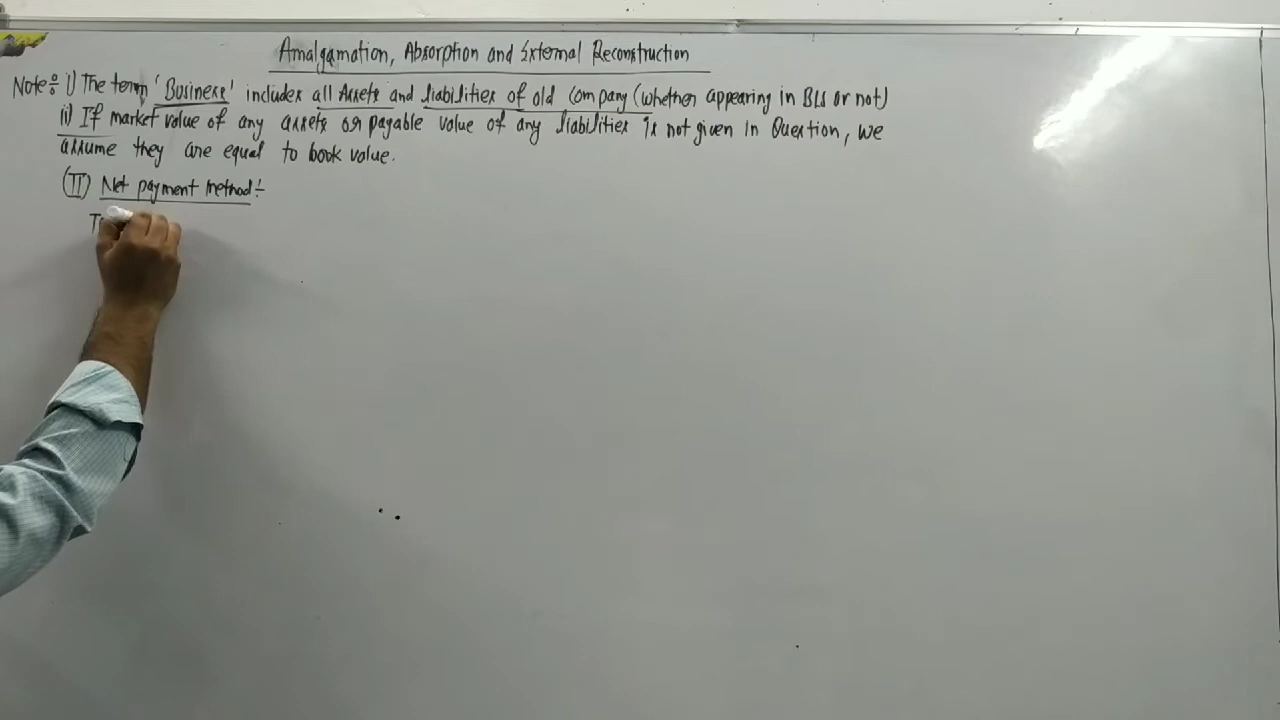 Amalgamation, Absorption and External Reconstruction
Note:- i) The term 'Business' includes all Assets and liabilities of old company (whether appearing in B/s or not)
ii) If market value of any assets or payable value of any liabilities is not given in Question, we
assume they are equal to book value.
(II) Net payment method:-